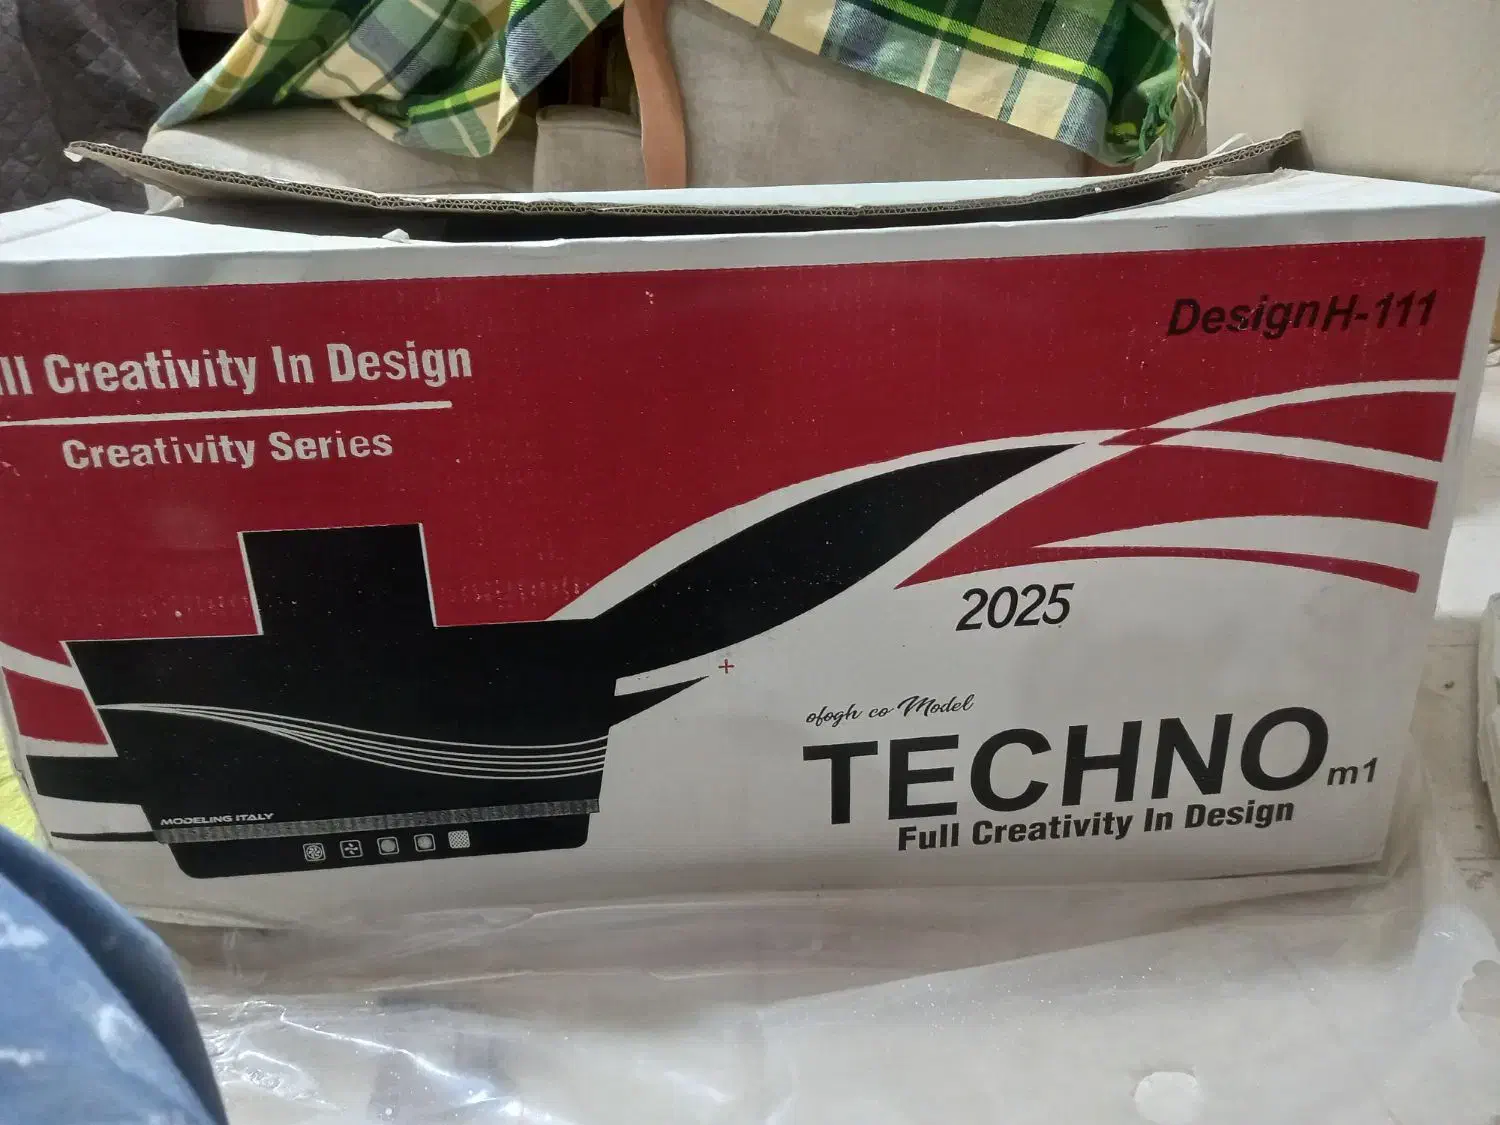 DesignH-111
ll Creativity In Design
Creativity Series
2025
ofogh co Model
TECHNO m1
Full Creativity In Design
MODELING ITALY